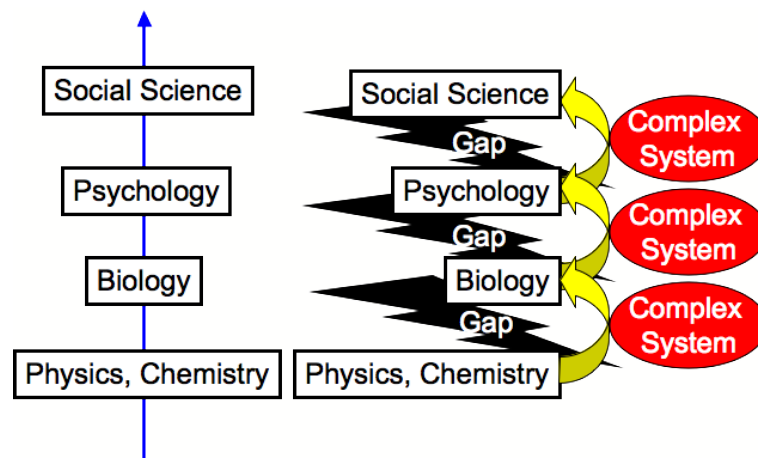 Social Science
Psychology
Biology
Physics, Chemistry
Social Science
Gap
Psychology
Gap
Biology
Gap
Physics, Chemistry
Complex
System
Complex
System
Complex
System